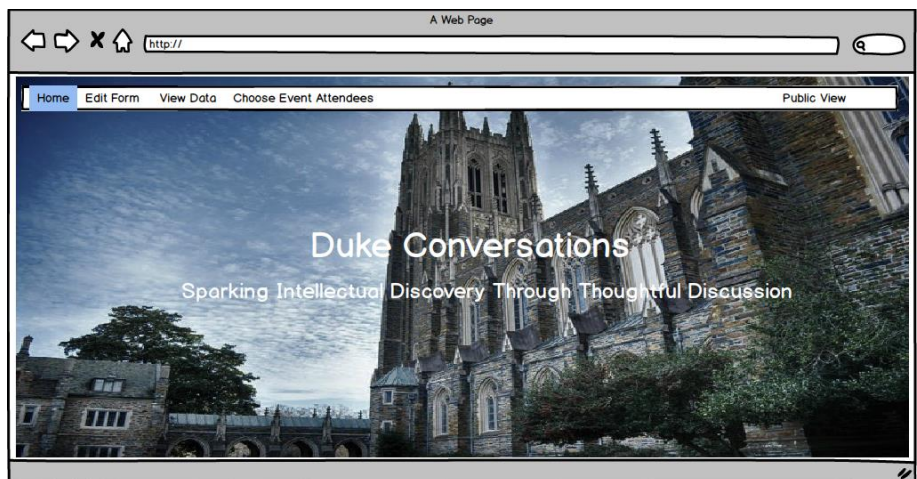 A Web Page
http://
Home Edit Form View Data Choose Event Attendees Public View
Duke Conversations
Sparking Intellectual Discovery Through Thoughtful Discussion